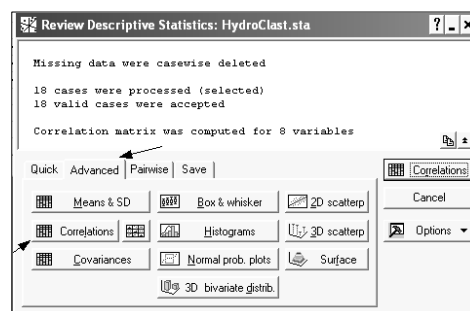 Review Descriptive Statistics: HydroClast.sta
Missing data were casewise deleted
18 cases were processed (selected)
18 valid cases were accepted
Correlation matrix was computed for 8 variables
Quick Advanced Pairwise Save
Correlations
Cancel
Options
Means & SD Box & whisker 2D scatterp
Correlations Histograms 3D scatterp
Covariances Normal prob. plots Surface
3D bivariate distrib.